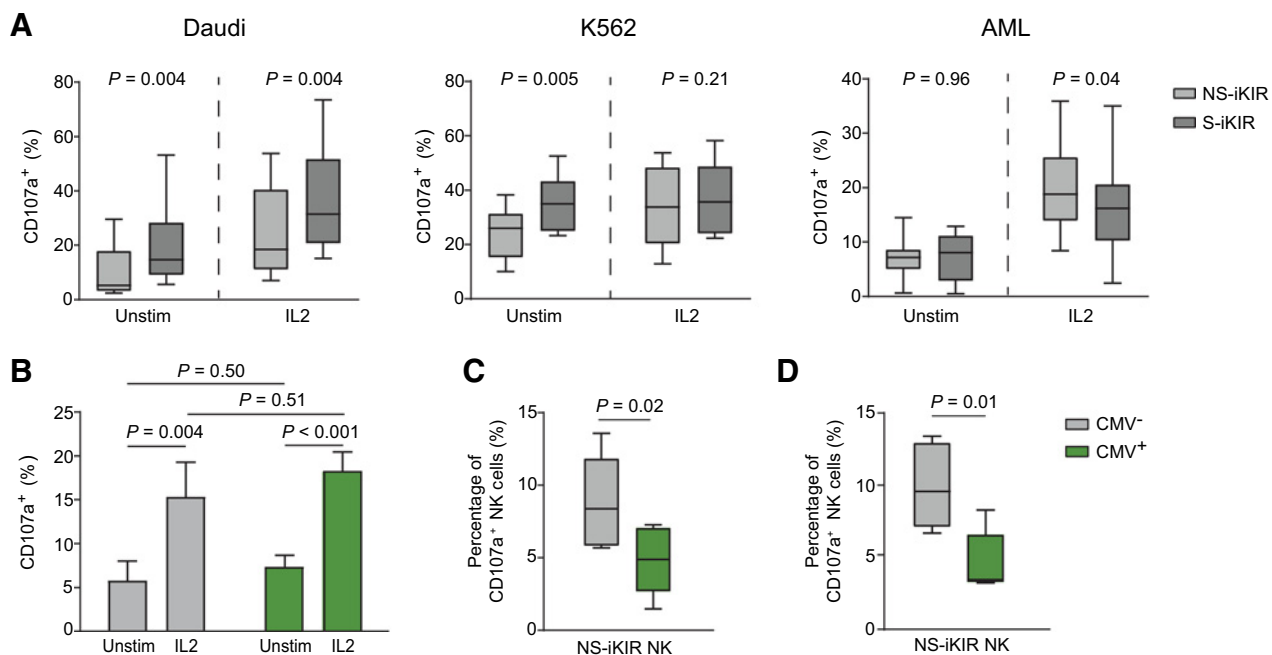 A
Daudi
K562
AML
80
60
40
20
0
CD107a+ (%)
P = 0.004
P = 0.004
Unstim
IL2
80
60
40
20
0
CD107a+ (%)
P = 0.005
P = 0.21
Unstim
IL2
40
30
20
10
0
CD107a+ (%)
P = 0.96
P = 0.04
Unstim
IL2
NS-iKIR
S-iKIR
B
25
20
15
10
5
0
CD107a+ (%)
P = 0.50
P = 0.51
P = 0.004
P < 0.001
Unstim
IL2
Unstim
IL2
C
15
10
5
0
Percentage of
CD107a+ NK cells (%)
P = 0.02
NS-iKIR NK
D
15
10
5
0
Percentage of
CD107a+ NK cells (%)
P = 0.01
NS-iKIR NK
CMV-
CMV+